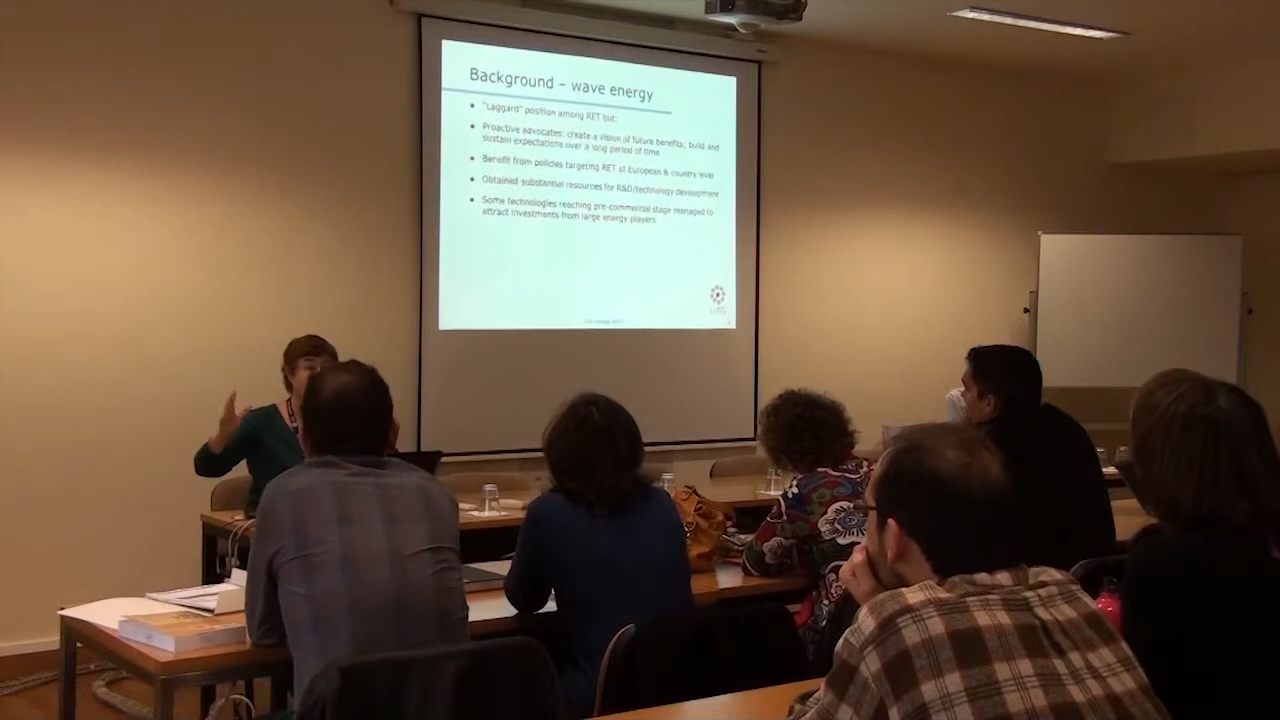 Background – wave energy
"Laggard" position among RET but:
Proactive advocates: create a vision of future benefits; build and
sustain expectations over a long period of time
Benefit from policies targeting RET at European & country level
Obtained substantial resources for R&D/technology development
Some technologies reaching pre-commercial stage managed to
attract investments from large energy players